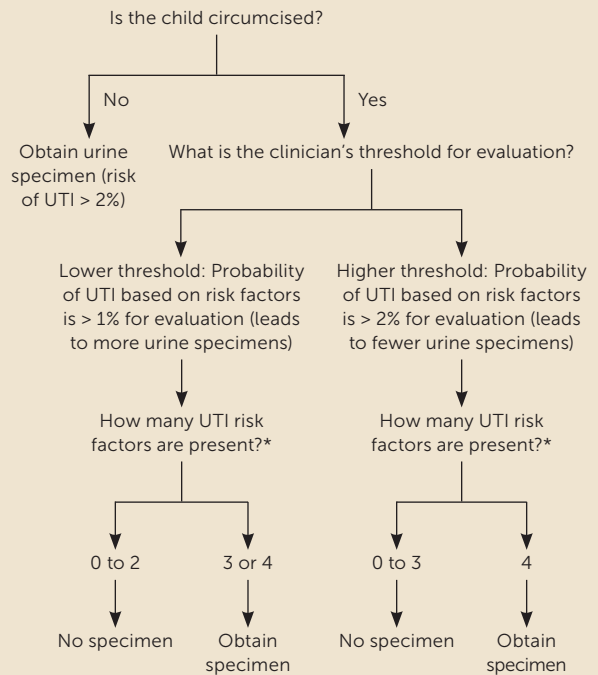 Is the child circumcised?
No
Yes
Obtain urine
specimen (risk
of UTI > 2%)
What is the clinician's threshold for evaluation?
Lower threshold: Probability
of UTI based on risk factors
is > 1% for evaluation (leads
to more urine specimens)
Higher threshold: Probability
of UTI based on risk factors
is > 2% for evaluation (leads
to fewer urine specimens)
How many UTI risk
factors are present?*
How many UTI risk
factors are present?*
0 to 2
3 or 4
0 to 3
4
No specimen
Obtain
specimen
No specimen
Obtain
specimen